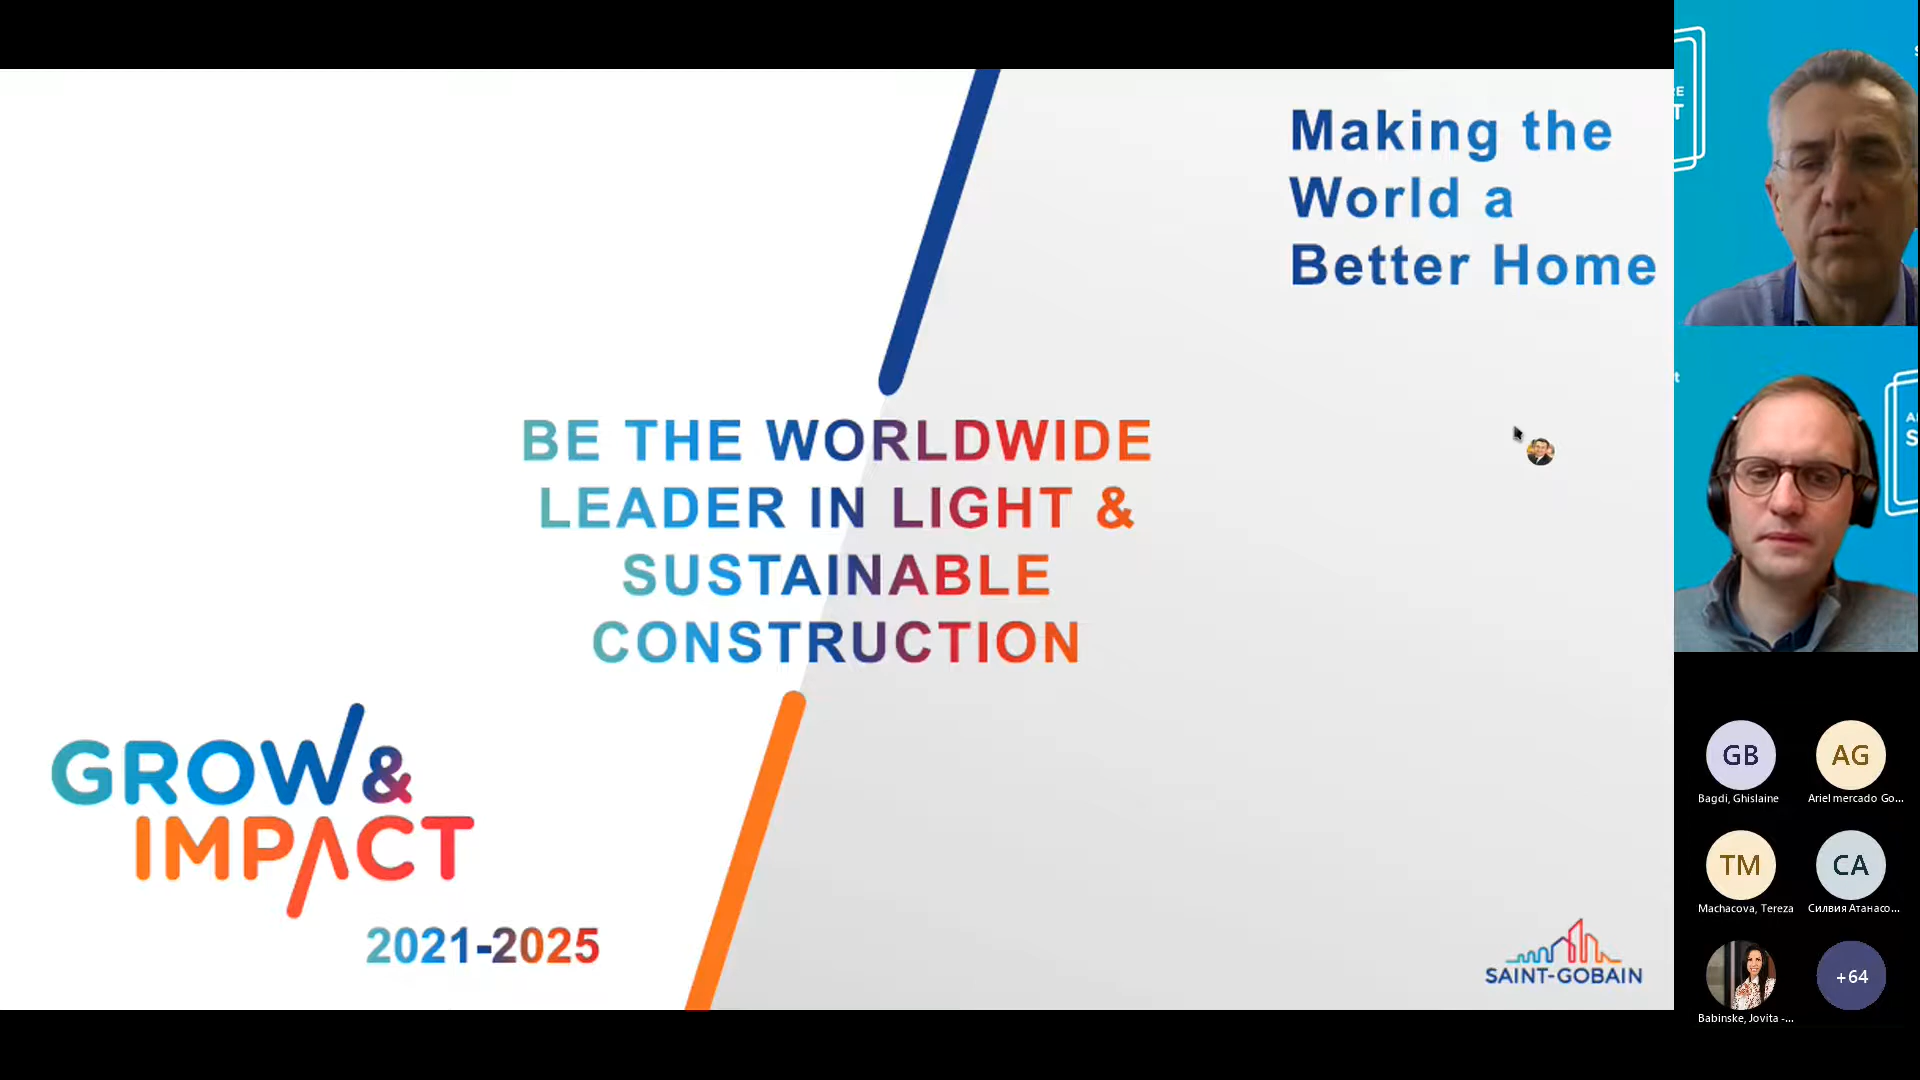 Making the
World a
Better Home
BE THE WORLDWIDE
LEADER IN LIGHT &
SUSTAINABLE
CONSTRUCTION
GROW &
IMPACT
2021-2025
SAINT-GOBAIN
GB
AG
Bagdi, Ghislaine
Ariel mercado Go...
TM
CA
Machacova, Tereza
Силвия Атанасо...
+64
Babinske, Jovita -...